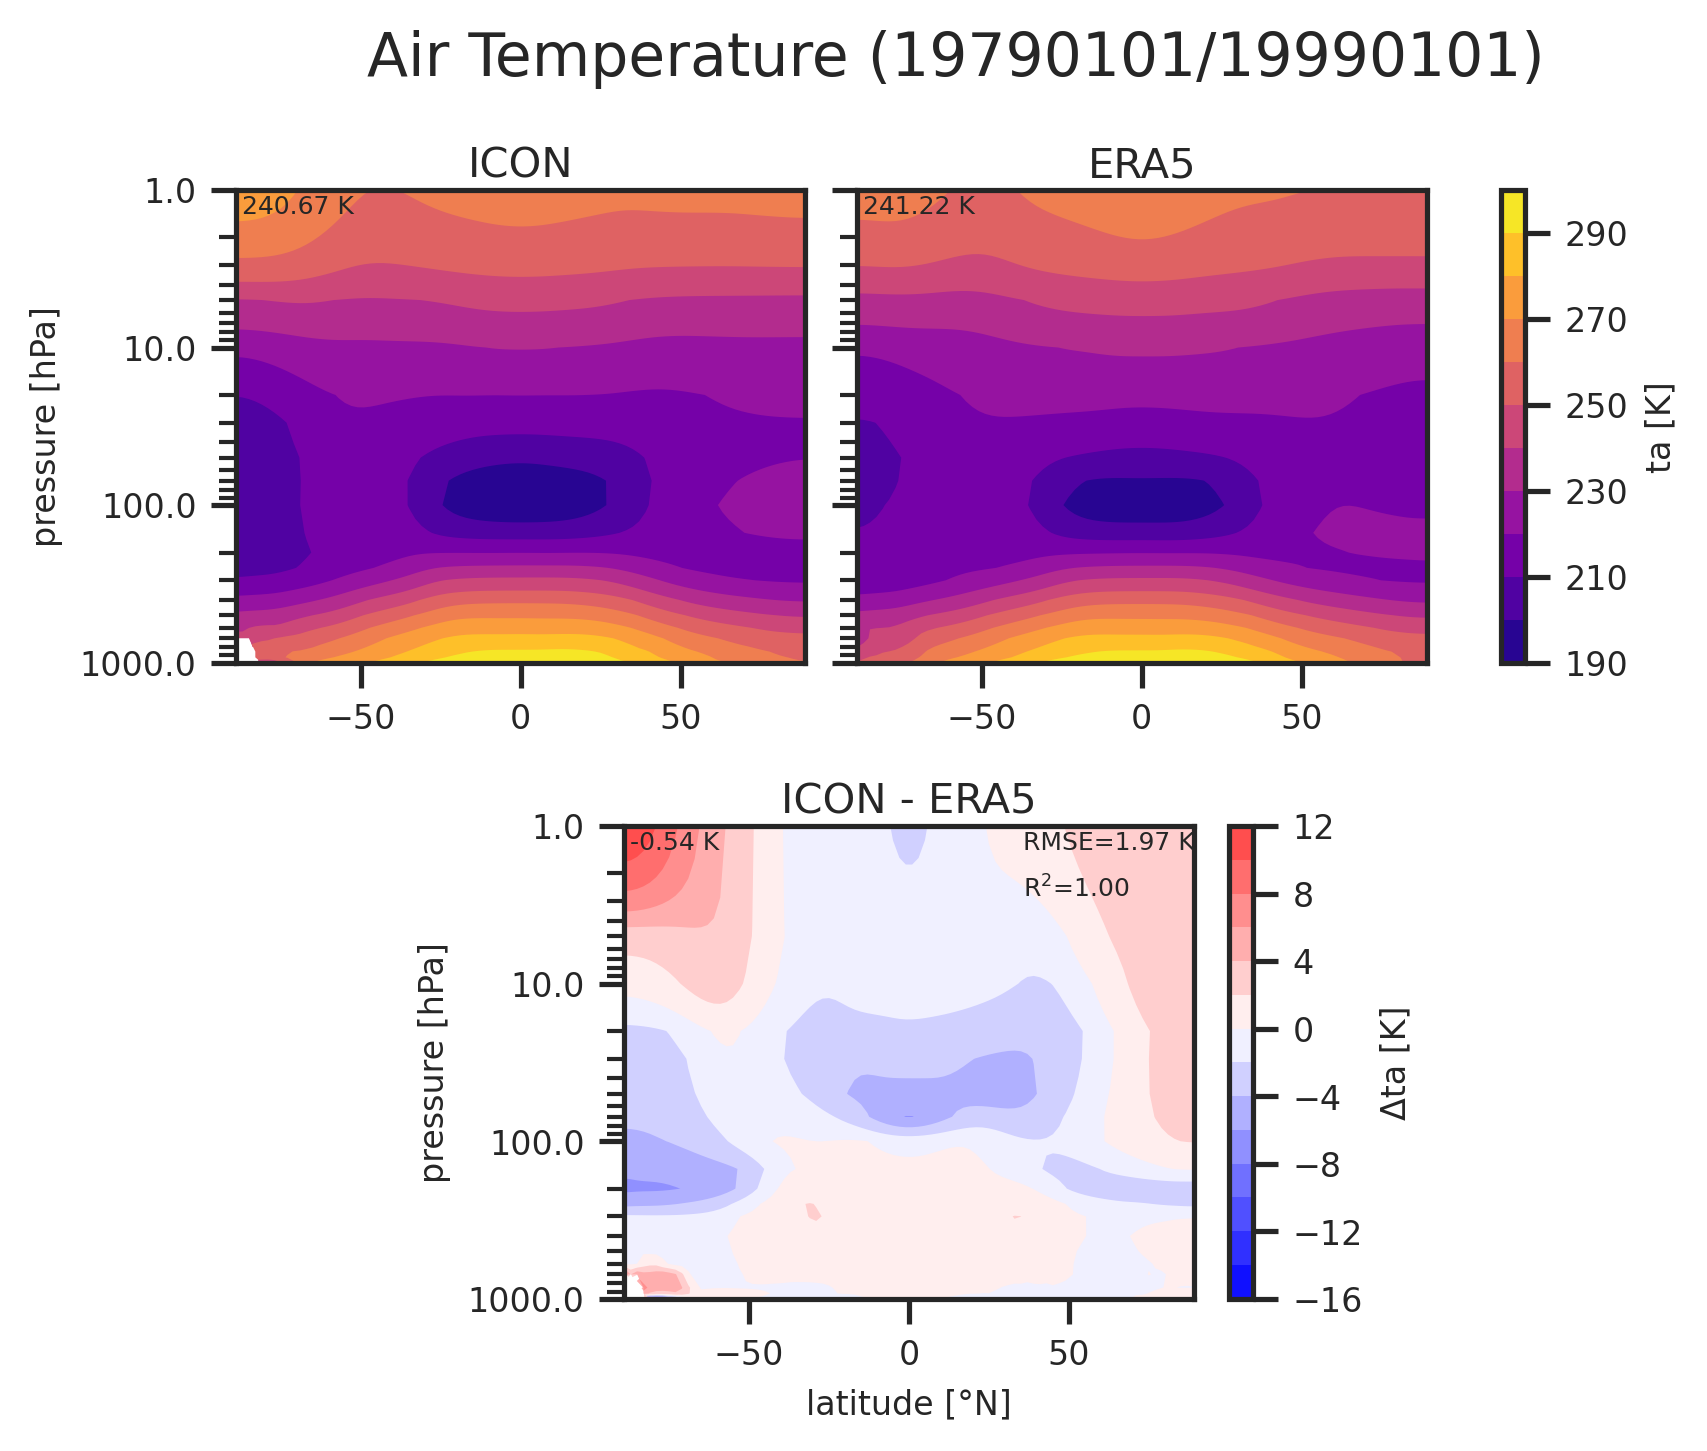 Air Temperature (19790101/19990101)
ICON
ERA5
240.67 K
241.22 K
1.0
10.0
100.0
1000.0
pressure [hPa]
−50 0 50
−50 0 50
290
270
250
230
210
190
ta [K]
ICON - ERA5
-0.54 K
RMSE=1.97 K
R²=1.00
1.0
10.0
100.0
1000.0
pressure [hPa]
−50 0 50
latitude [°N]
12
8
4
0
−4
−8
−12
−16
Δta [K]